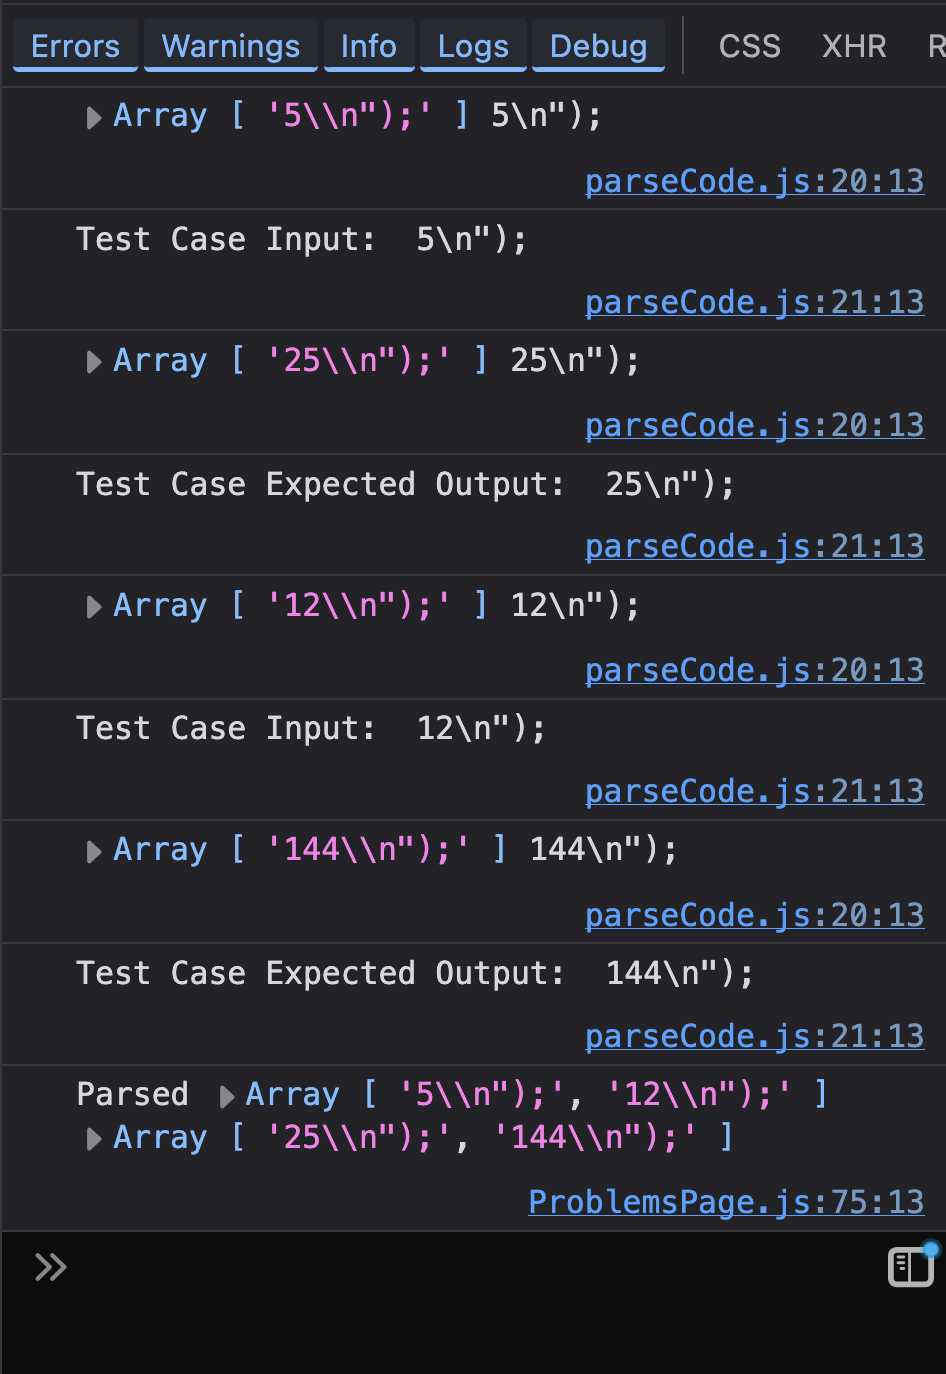 Errors Warnings Info Logs Debug CSS XHR R
Array [ '5\\n");' ] 5\n");
parseCode.js:20:13
Test Case Input:  5\n");
parseCode.js:21:13
Array [ '25\\n");' ] 25\n");
parseCode.js:20:13
Test Case Expected Output:  25\n");
parseCode.js:21:13
Array [ '12\\n");' ] 12\n");
parseCode.js:20:13
Test Case Input:  12\n");
parseCode.js:21:13
Array [ '144\\n");' ] 144\n");
parseCode.js:20:13
Test Case Expected Output:  144\n");
parseCode.js:21:13
Parsed Array [ '5\\n");', '12\\n");' ]
Array [ '25\\n");', '144\\n");' ]
ProblemsPage.js:75:13